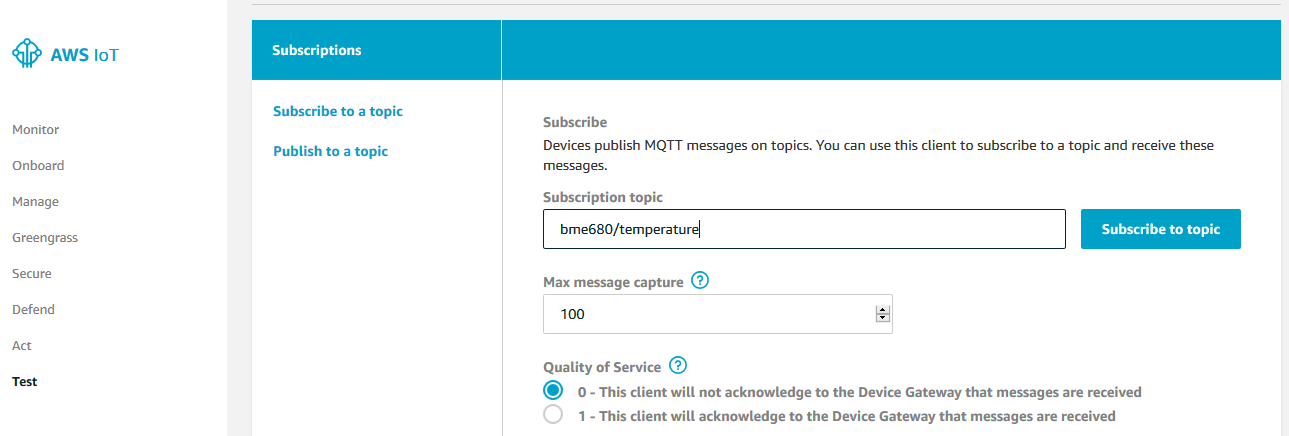 AWS IoT
Monitor
Onboard
Manage
Greengrass
Secure
Defend
Act
Test
Subscriptions
Subscribe to a topic
Publish to a topic
Subscribe
Devices publish MQTT messages on topics. You can use this client to subscribe to a topic and receive these
messages.
Subscription topic
bme680/temperature
Subscribe to topic
Max message capture ?
100
Quality of Service ?
0 - This client will not acknowledge to the Device Gateway that messages are received
1 - This client will acknowledge to the Device Gateway that messages are received